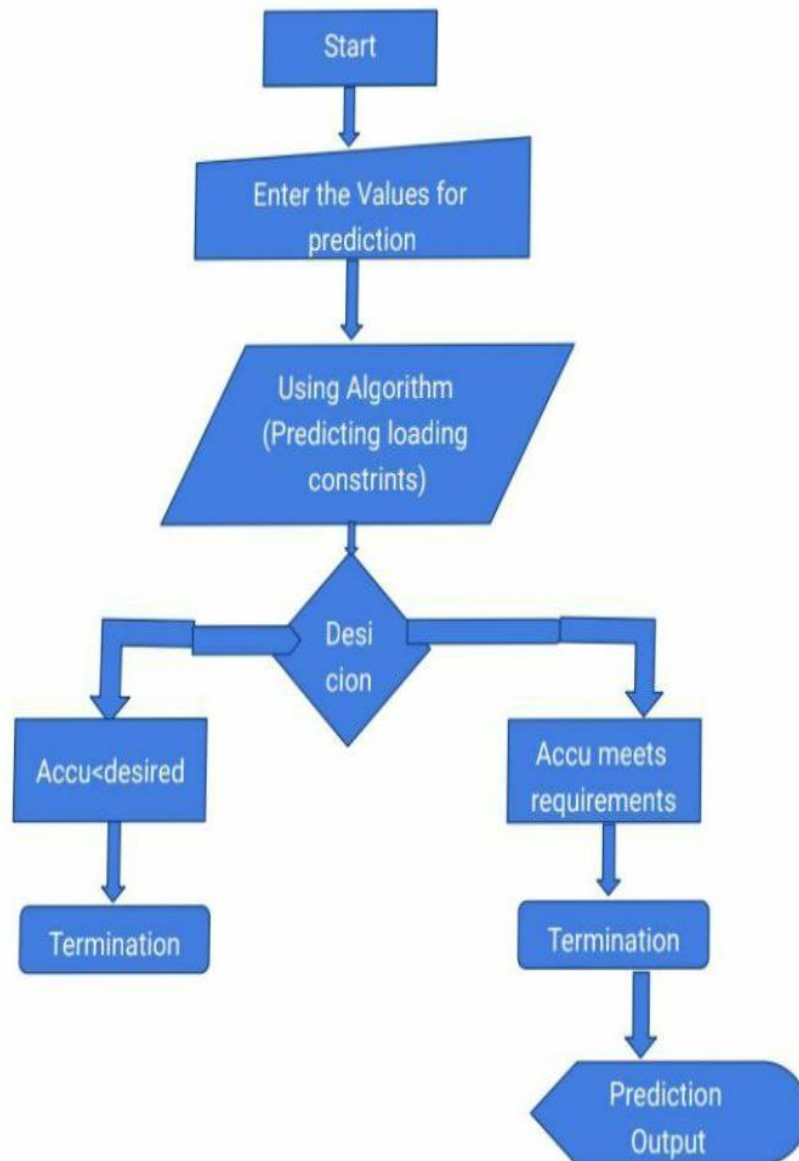 Start
Enter the Values for
prediction
Using Algorithm
(Predicting loading
constrints)
Desi
cion
Accu<desired
Accu meets
requirements
Termination
Termination
Prediction
Output